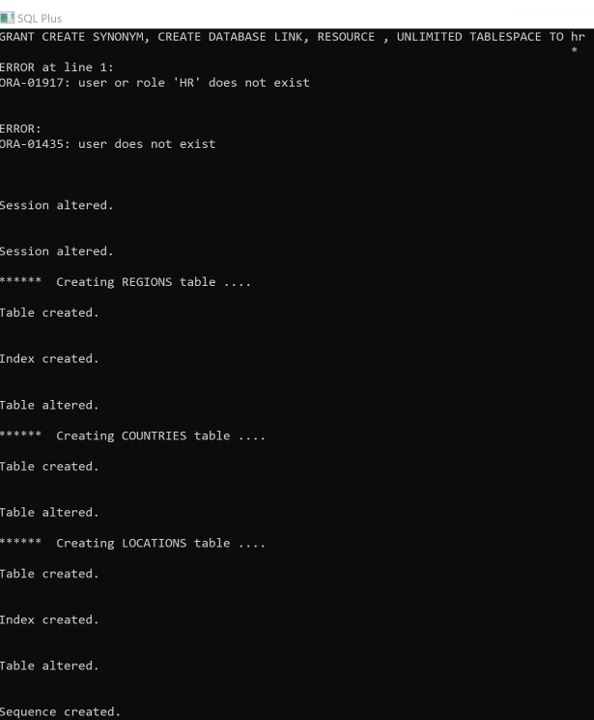 SQL Plus
GRANT CREATE SYNONYM, CREATE DATABASE LINK, RESOURCE , UNLIMITED TABLESPACE TO hr
*
ERROR at line 1:
ORA-01917: user or role 'HR' does not exist
ERROR:
ORA-01435: user does not exist
Session altered.
Session altered.
******  Creating REGIONS table ....
Table created.
Index created.
Table altered.
******  Creating COUNTRIES table ....
Table created.
Table altered.
******  Creating LOCATIONS table ....
Table created.
Index created.
Table altered.
Sequence created.